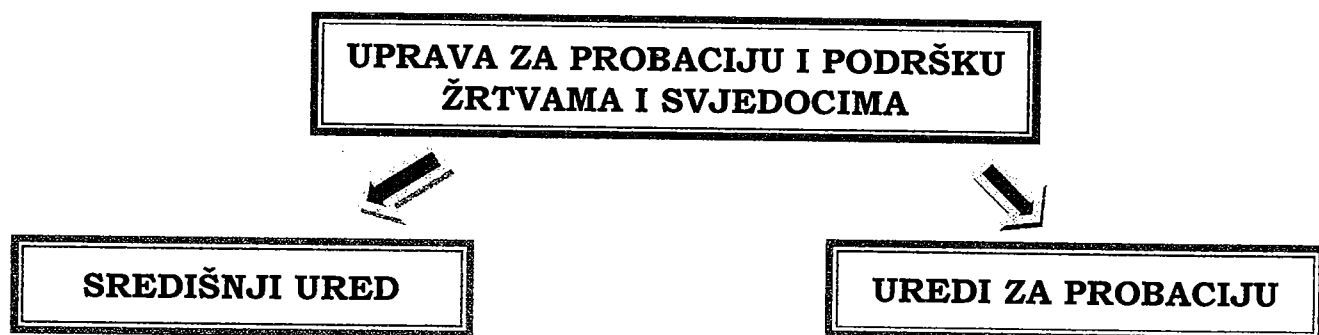 UPRAVA ZA PROBACIJU I PODRŠKU
ŽRTVAMA I SVJEDOCIMA
SREDIŠNJI URED
UREDI ZA PROBACIJU